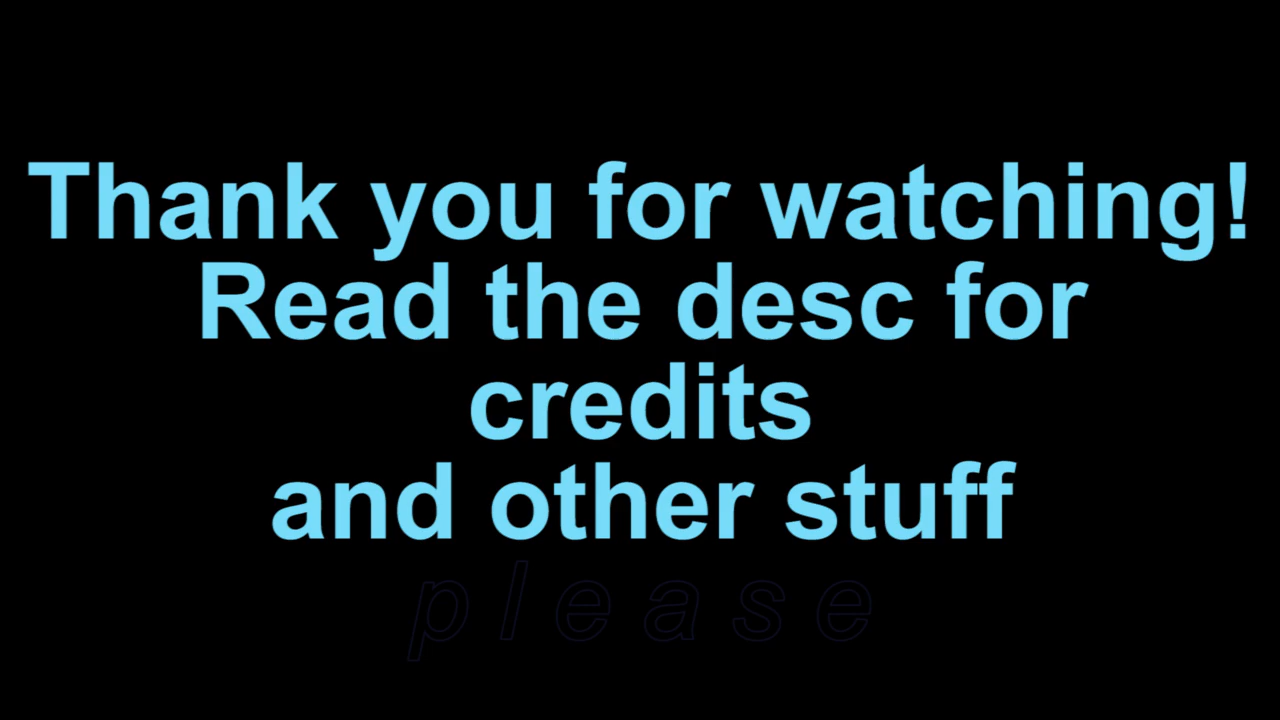 Thank you for watching!
Read the desc for
credits
and other stuff
please